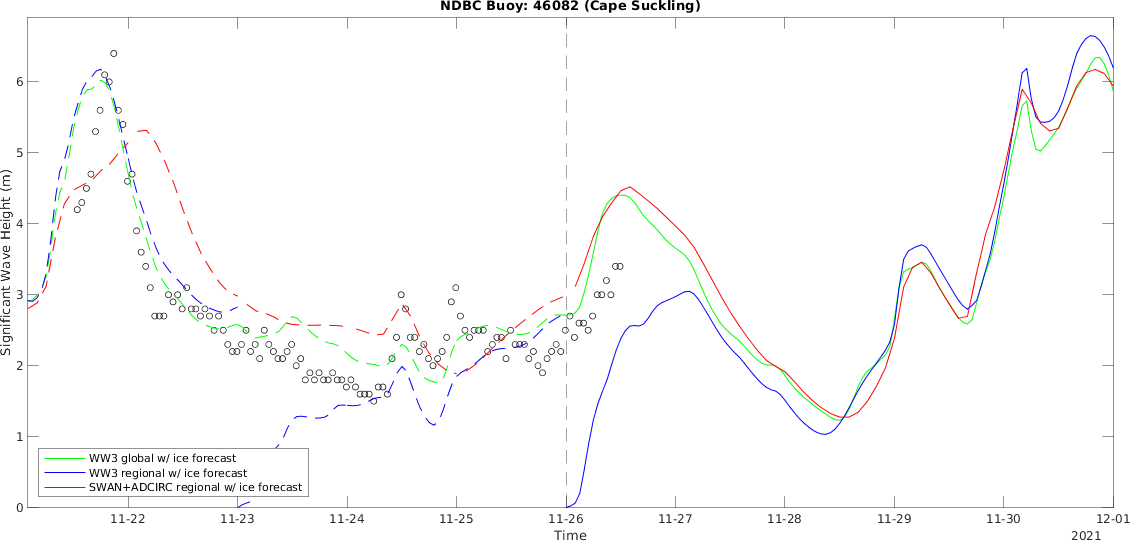 NDBC Buoy: 46082 (Cape Suckling)
Significant Wave Height (m)
6
5
4
3
2
1
0
WW3 global w/ ice forecast
WW3 regional w/ ice forecast
SWAN+ADCIRC regional w/ ice forecast
11-22 11-23 11-24 11-25 11-26 11-27 11-28 11-29 11-30 12-01
Time
2021